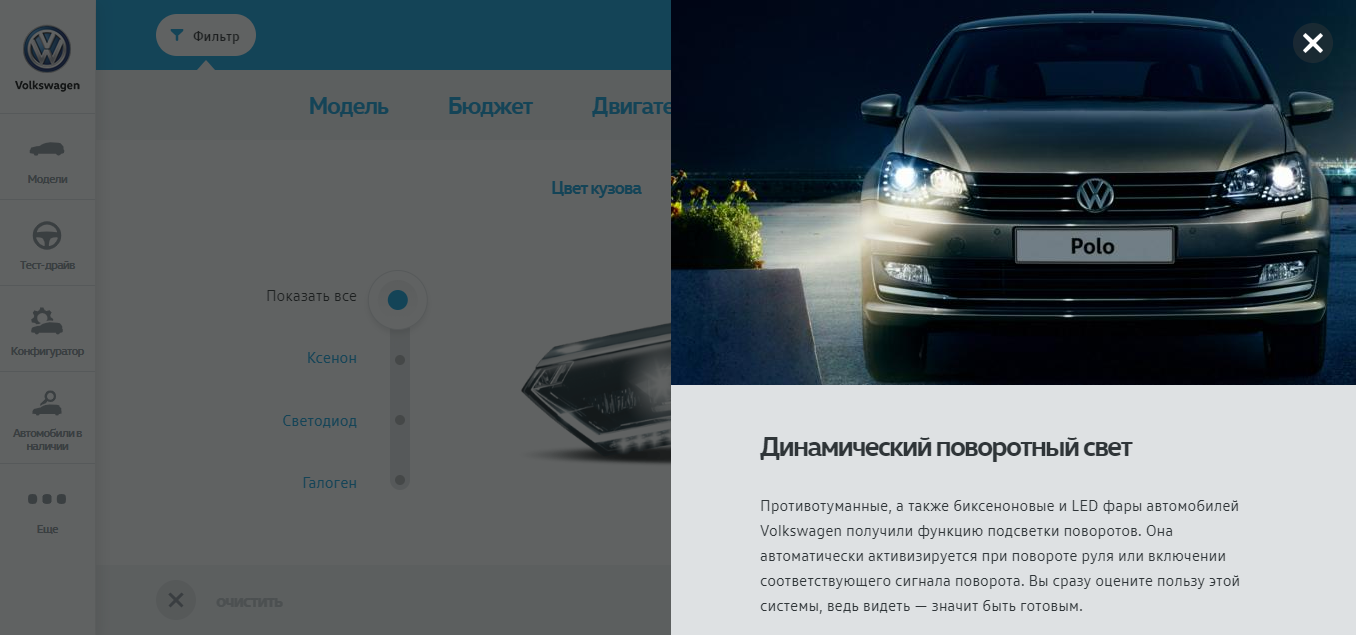 Volkswagen
Модели
Тест-драйв
Конфигуратор
Автомобили в
наличии
Еще
Фильтр
Модель Бюджет Двигате
Цвет кузова
Показать все
Ксенон
Светодиод
Галоген
ОЧИСТИТЬ
Polo
Динамический поворотный свет
Противотуманные, а также биксеноновые и LED фары автомобилей
Volkswagen получили функцию подсветки поворотов. Она
автоматически активизируется при повороте руля или включении
соответствующего сигнала поворота. Вы сразу оцените пользу этой
системы, ведь видеть — значит быть готовым.